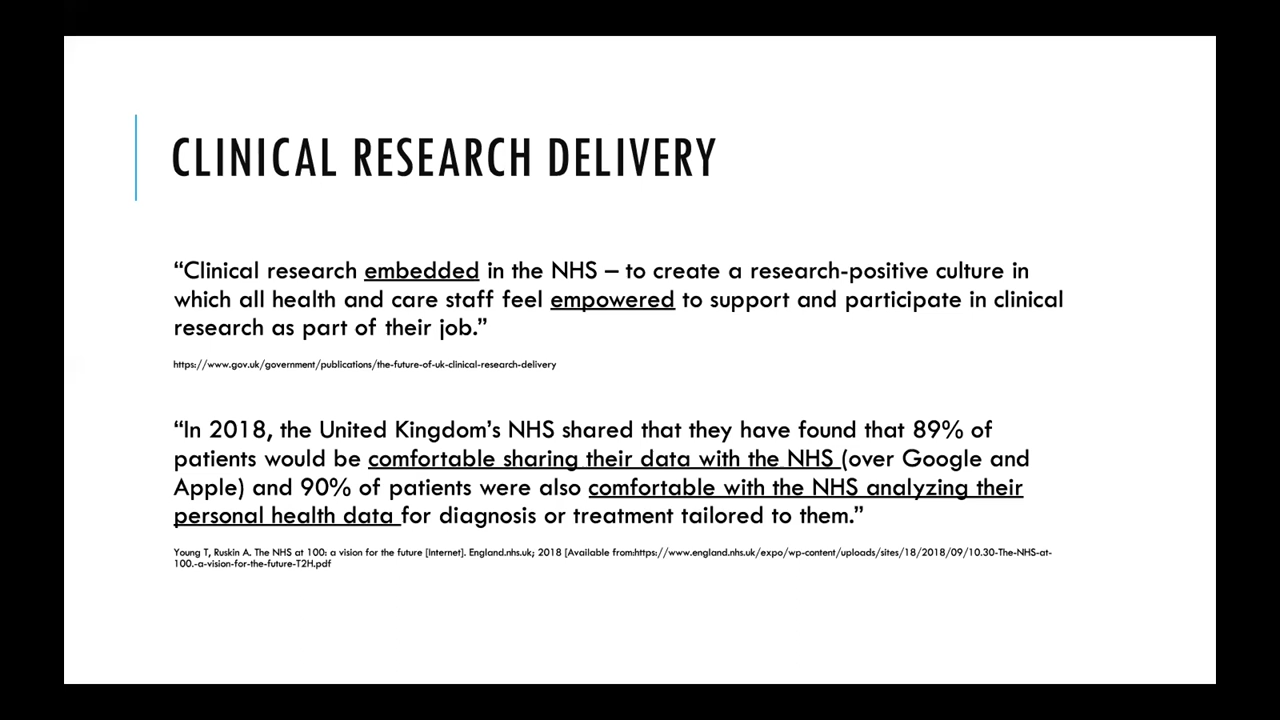 CLINICAL RESEARCH DELIVERY
“Clinical research embedded in the NHS – to create a research-positive culture in
which all health and care staff feel empowered to support and participate in clinical
research as part of their job.”
https://www.gov.uk/government/publications/the-future-of-uk-clinical-research-delivery
“In 2018, the United Kingdom’s NHS shared that they have found that 89% of
patients would be comfortable sharing their data with the NHS (over Google and
Apple) and 90% of patients were also comfortable with the NHS analyzing their
personal health data for diagnosis or treatment tailored to them.”
Young T, Ruskin A. The NHS at 100: a vision for the future [Internet]. England.nhs.uk; 2018 [Available from:https://www.england.nhs.uk/expo/wp-content/uploads/sites/18/2018/09/10.30-The-NHS-at-
100.-a-vision-for-the-future-T2H.pdf